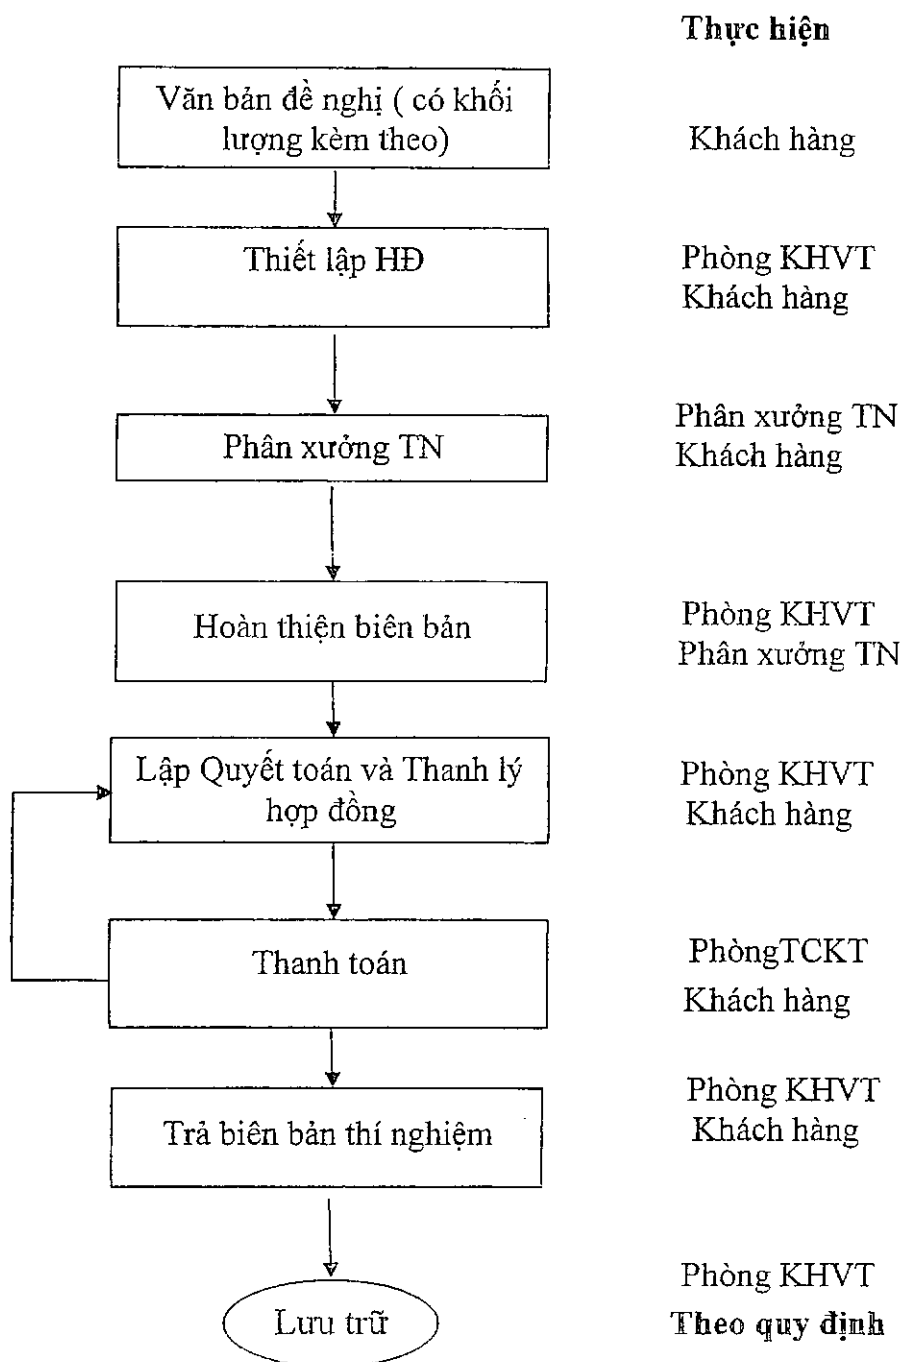 Thực hiện
Văn bản đề nghị ( có khối
lượng kèm theo)
Khách hàng
Thiết lập HĐ
Phòng KHVT
Khách hàng
Phân xưởng TN
Phân xưởng TN
Khách hàng
Hoàn thiện biên bản
Phòng KHVT
Phân xưởng TN
Lập Quyết toán và Thanh lý
hợp đồng
Phòng KHVT
Khách hàng
Thanh toán
PhòngTCKT
Khách hàng
Trả biên bản thí nghiệm
Phòng KHVT
Khách hàng
Lưu trữ
Phòng KHVT
Theo quy định